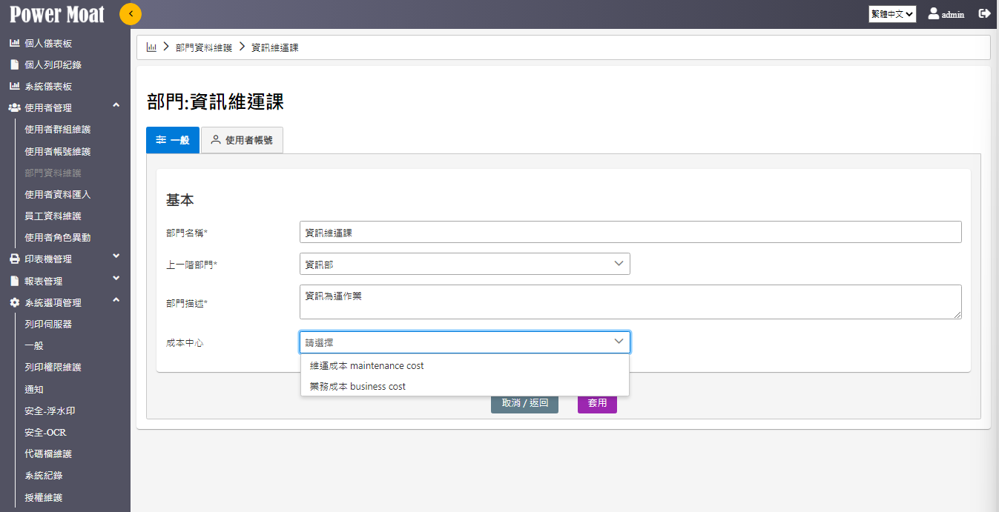 Power Moat
繁體中文
admin
個人儀表板
個人列印紀錄
系統儀表板
使用者管理
使用者群組維護
使用者帳號維護
部門資料維護
使用者資料匯入
員工資料維護
使用者角色異動
印表機管理
報表管理
系統選項管理
列印伺服器
一般
列印權限維護
通知
安全-浮水印
安全-OCR
代碼檔維護
系統紀錄
授權維護
部門資料維護 資訊維運課
部門:資訊維運課
一般 使用者帳號
基本
部門名稱* 資訊維運課
上一階部門* 資訊部
部門描述* 資訊為運作業
成本中心 請選擇
維運成本 maintenance cost
業務成本 business cost
取消 / 返回 套用